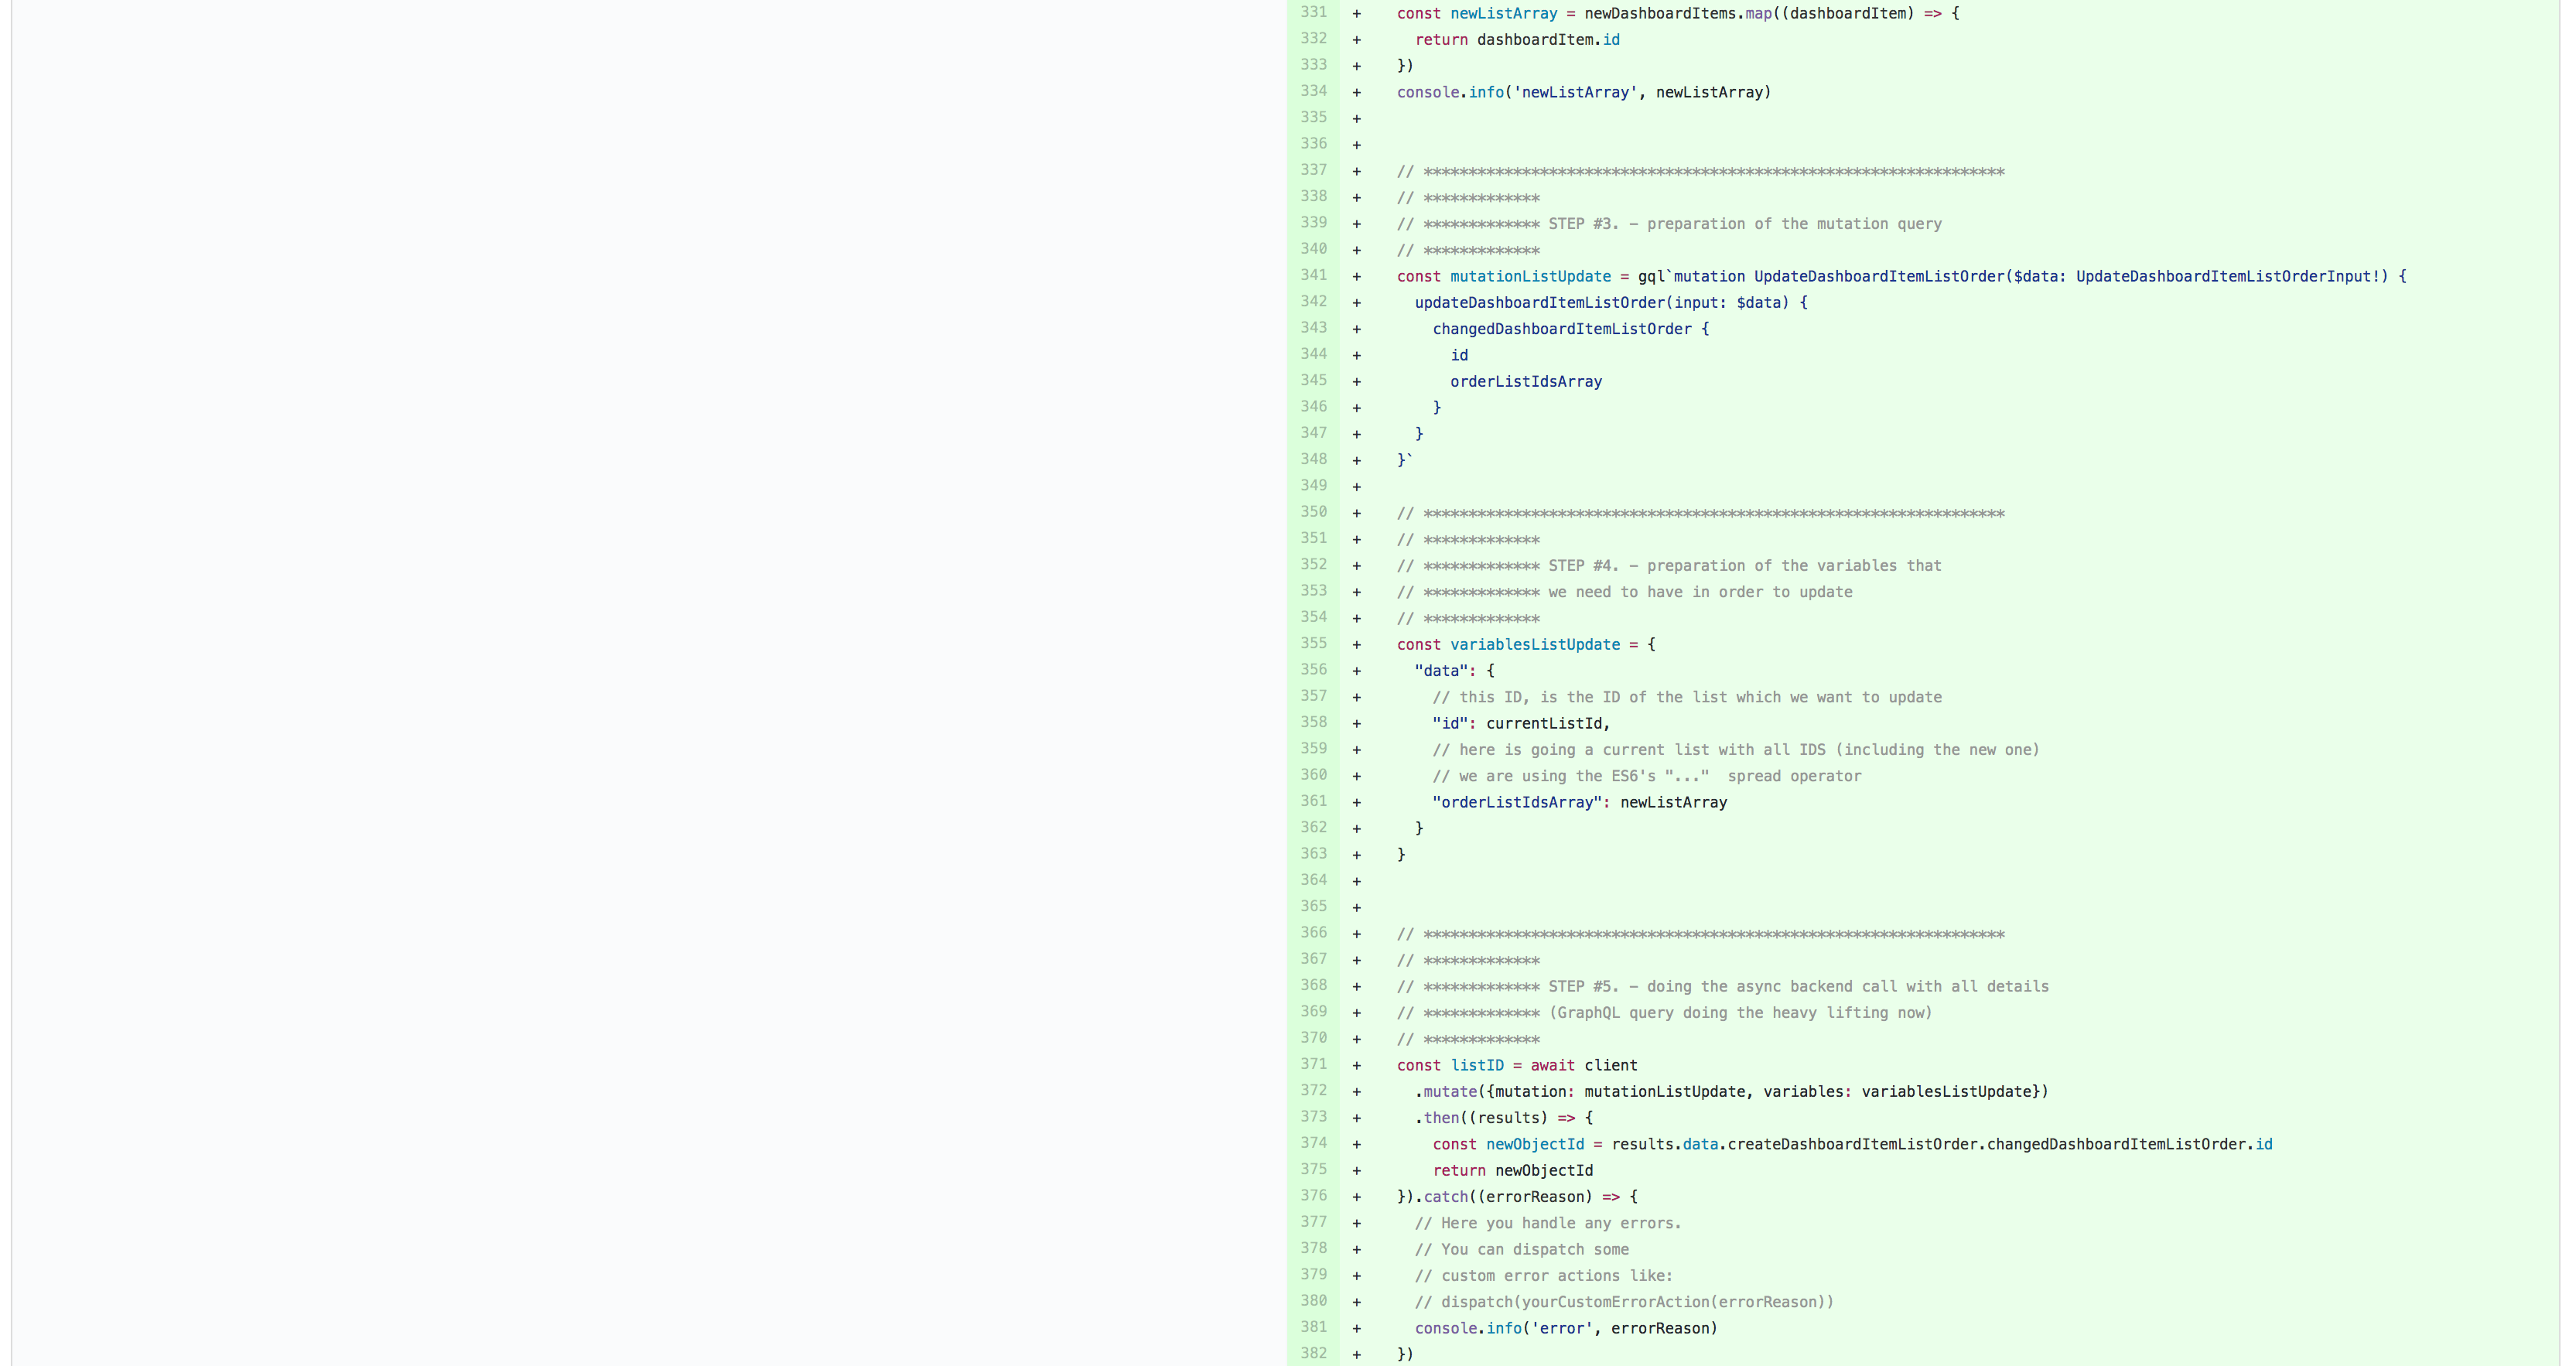 331 + const newListArray = newDashboardItems.map((dashboardItem) => {
332 + return dashboardItem.id
333 + })
334 + console.info('newListArray', newListArray)
335 +
336 +
337 + // *****************************************************************
338 + // *************
339 + // ************* STEP #3. – preparation of the mutation query
340 + // *************
341 + const mutationListUpdate = gql`mutation UpdateDashboardItemListOrder($data: UpdateDashboardItemListOrderInput!) {
342 + updateDashboardItemListOrder(input: $data) {
343 + changedDashboardItemListOrder {
344 + id
345 + orderListIdsArray
346 + }
347 + }
348 + }`
349 +
350 + // *****************************************************************
351 + // *************
352 + // ************* STEP #4. – preparation of the variables that
353 + // ************* we need to have in order to update
354 + // *************
355 + const variablesListUpdate = {
356 + "data": {
357 + // this ID, is the ID of the list which we want to update
358 + "id": currentListId,
359 + // here is going a current list with all IDS (including the new one)
360 + // we are using the ES6's "..."  spread operator
361 + "orderListIdsArray": newListArray
362 + }
363 + }
364 +
365 +
366 + // *****************************************************************
367 + // *************
368 + // ************* STEP #5. – doing the async backend call with all details
369 + // ************* (GraphQL query doing the heavy lifting now)
370 + // *************
371 + const listID = await client
372 + .mutate({mutation: mutationListUpdate, variables: variablesListUpdate})
373 + .then((results) => {
374 + const newObjectId = results.data.createDashboardItemListOrder.changedDashboardItemListOrder.id
375 + return newObjectId
376 + }).catch((errorReason) => {
377 + // Here you handle any errors.
378 + // You can dispatch some
379 + // custom error actions like:
380 + // dispatch(yourCustomErrorAction(errorReason))
381 + console.info('error', errorReason)
382 + })